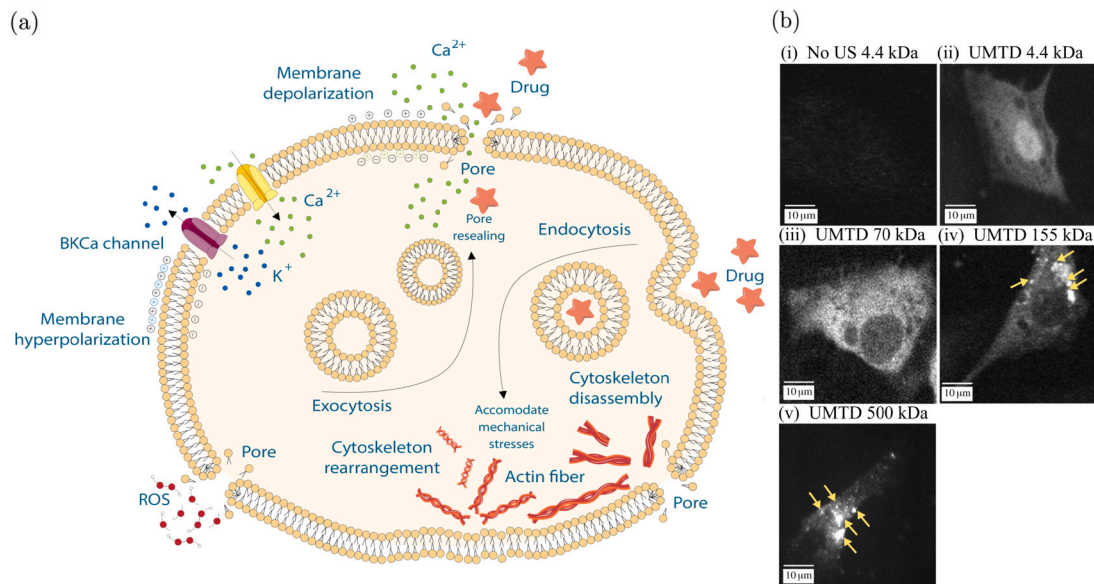 (a)
Ca2+
Drug
Membrane
depolarization
Pore
Ca2+
Pore
resealing
Endocytosis
BKCa channel
K+
Drug
Membrane
hyperpolarization
Cytoskeleton
disassembly
Exocytosis
Accomodate
mechanical
stresses
Cytoskeleton
rearrangement
Pore
Actin fiber
ROS
Pore
(b)
(i) No US 4.4 kDa
(ii) UMTD 4.4 kDa
10 μm
10 μm
(iii) UMTD 70 kDa
(iv) UMTD 155 kDa
10 μm
10 μm
(v) UMTD 500 kDa
10 μm